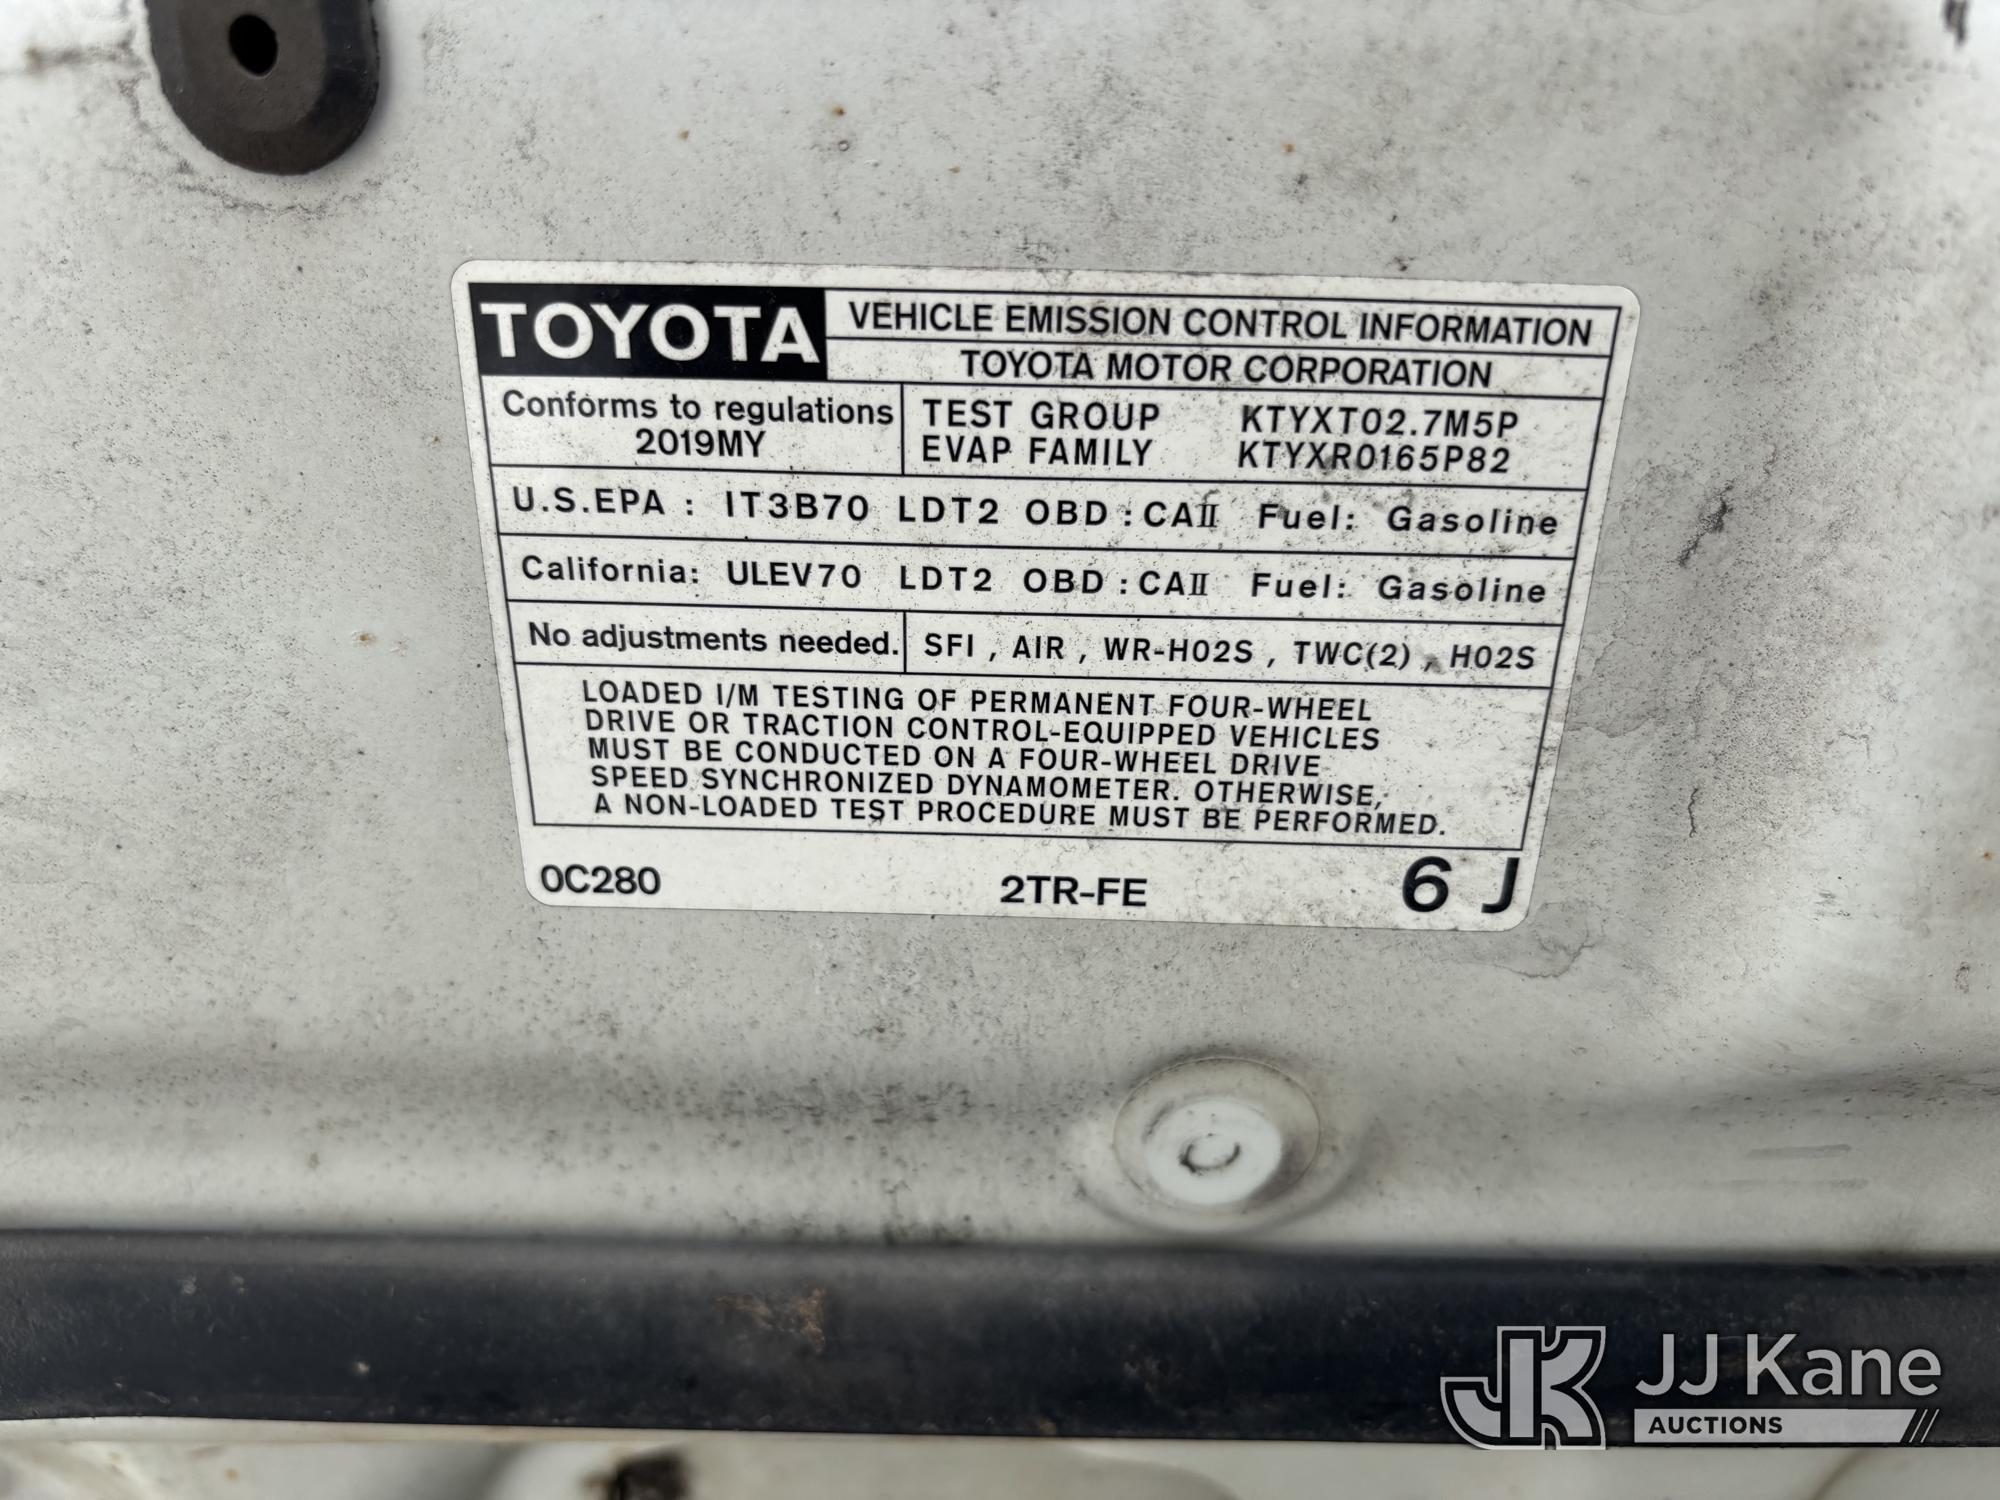 TOYOTA
VEHICLE EMISSION CONTROL INFORMATION
TOYOTA MOTOR CORPORATION
Conforms to regulations
2019MY
TEST GROUP KTYXT02.7M5P
EVAP FAMILY KTYXR0165P82
U.S.EPA : IT3B70 LDT2 OBD : CAⅡ Fuel: Gasoline
California: ULEV70 LDT2 OBD : CAⅡ Fuel: Gasoline
No adjustments needed.
SFI , AIR , WR-HO2S , TWC(2) , HO2S
LOADED I/M TESTING OF PERMANENT FOUR-WHEEL
DRIVE OR TRACTION CONTROL-EQUIPPED VEHICLES
MUST BE CONDUCTED ON A FOUR-WHEEL DRIVE
SPEED SYNCHRONIZED DYNAMOMETER. OTHERWISE,
A NON-LOADED TEST PROCEDURE MUST BE PERFORMED.
0C280 2TR-FE 6 J
JK JJ Kane
AUCTIONS